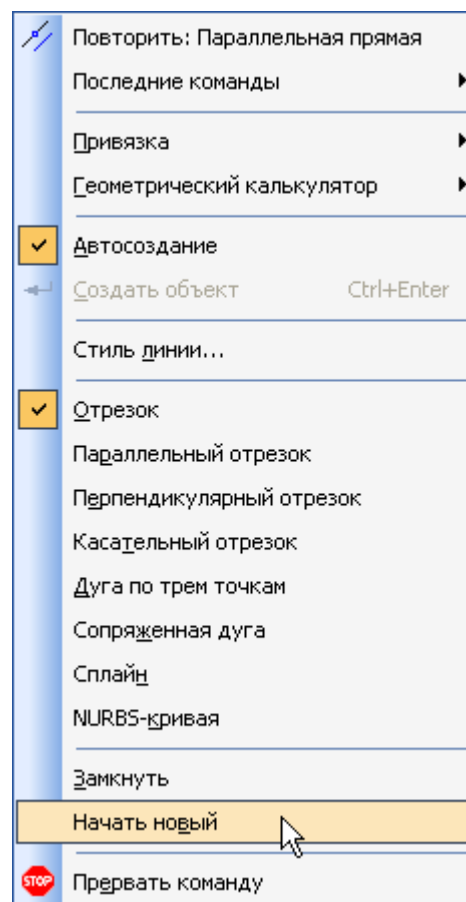 Повторить: Параллельная прямая
Последние команды
Привязка
Геометрический калькулятор
Автосоздание
Создать объект Ctrl+Enter
Стиль линии...
Отрезок
Параллельный отрезок
Перпендикулярный отрезок
Касательный отрезок
Дуга по трем точкам
Сопряженная дуга
Сплайн
NURBS-кривая
Замкнуть
Начать новый
STOP Прервать команду